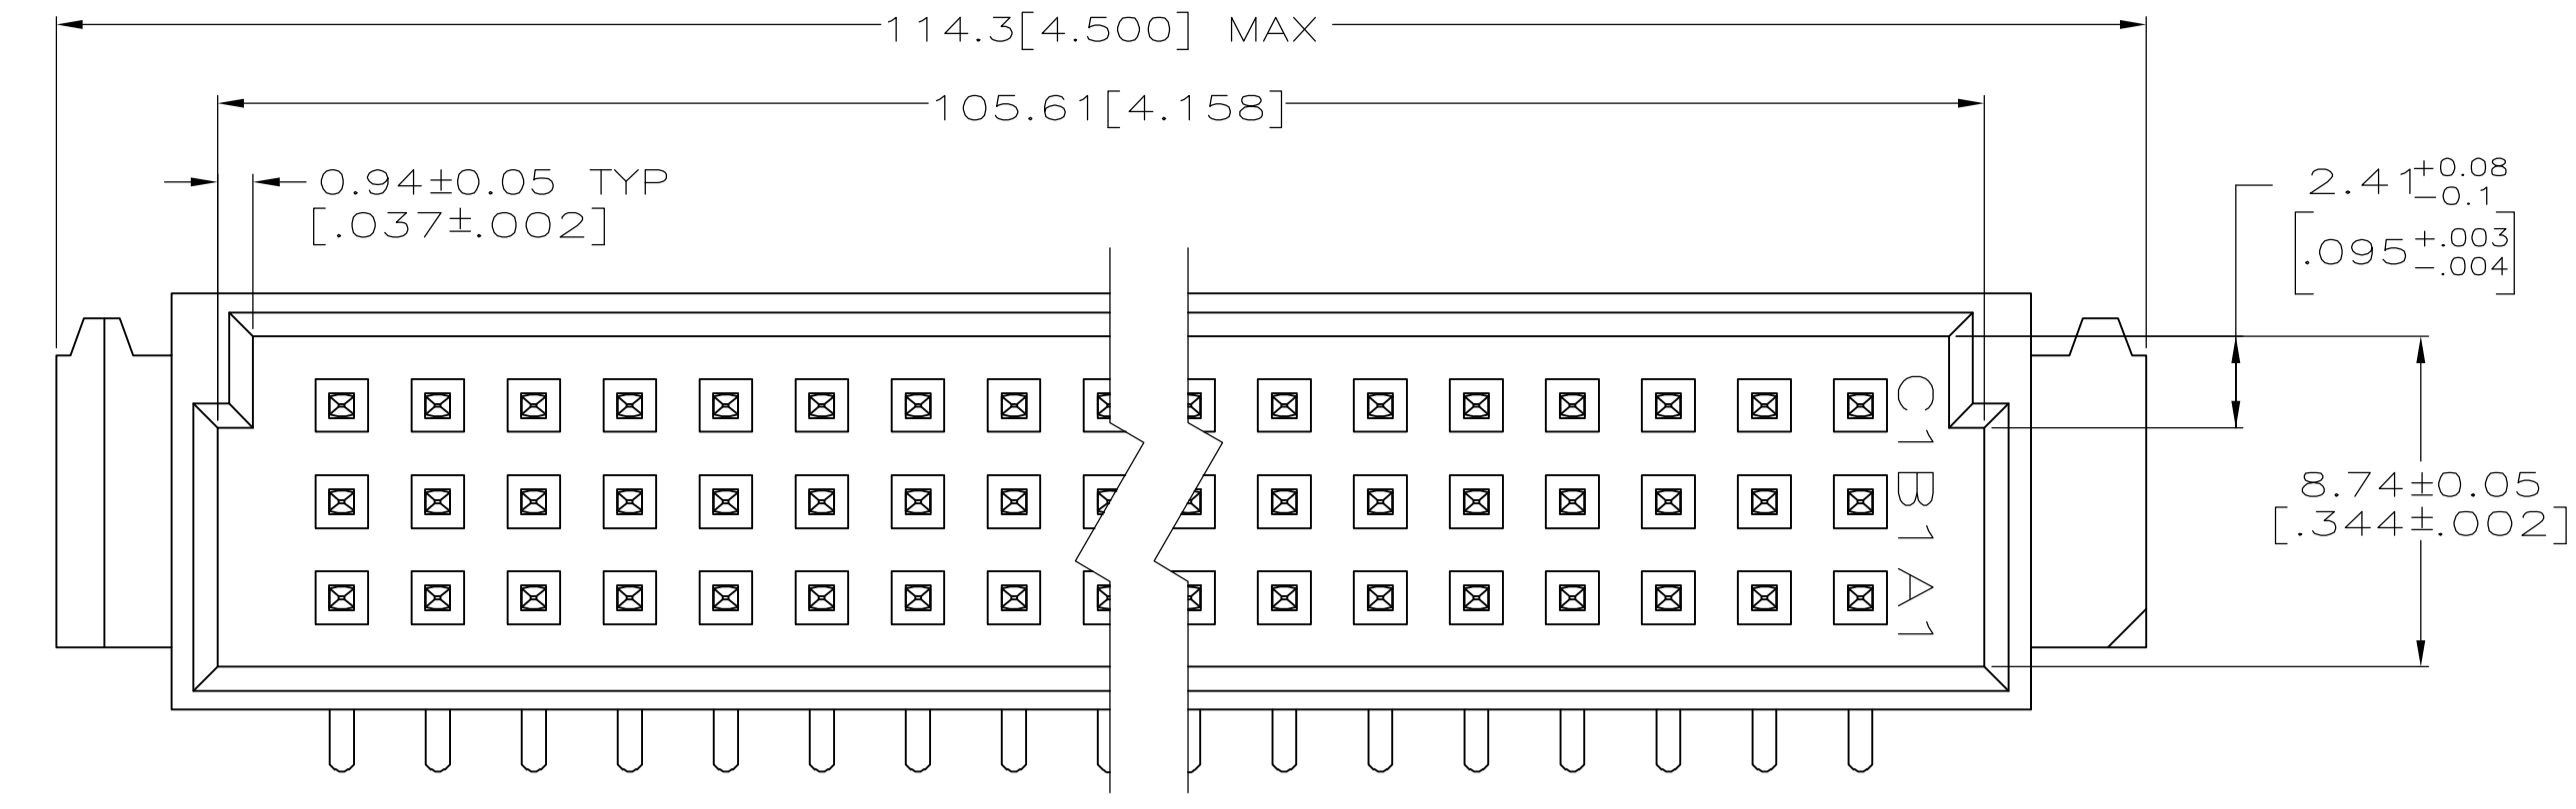 114.3[4.500] MAX
105.61[4.158]
0.94±0.05 TYP
[.037±.002]
2.41 +0.08 -0.1
[.095 +.003 -.004]
C1
B1
A1
8.74±0.05
[.344±.002]